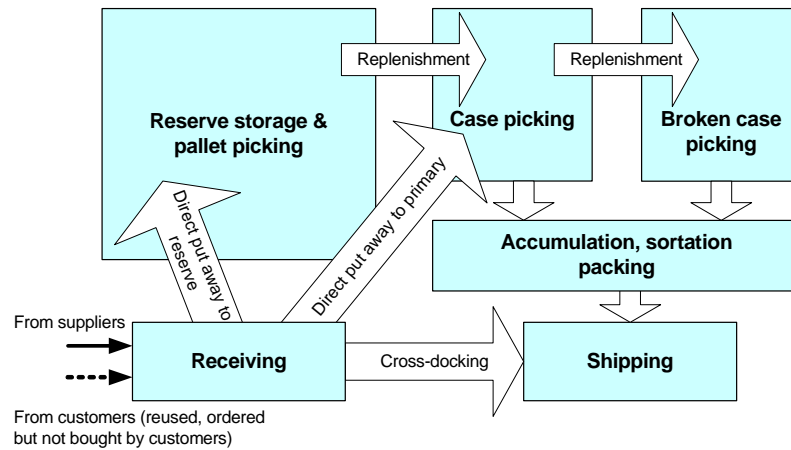 Replenishment
Replenishment
Reserve storage &
pallet picking
Case picking
Broken case
picking
Direct put away to
reserve
Direct put away to primary
Accumulation, sortation
packing
From suppliers
Receiving
Cross-docking
Shipping
From customers (reused, ordered
but not bought by customers)